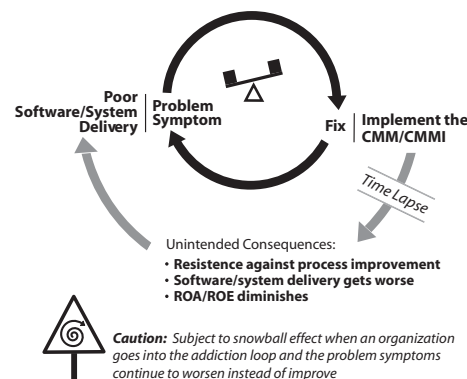 Poor
Software/System
Delivery
Problem
Symptom
Fix
Implement the
CMM/CMMI
Time Lapse
Unintended Consequences:
• Resistence against process improvement
• Software/system delivery gets worse
• ROA/ROE diminishes
Caution: Subject to snowball effect when an organization
goes into the addiction loop and the problem symptoms
continue to worsen instead of improve